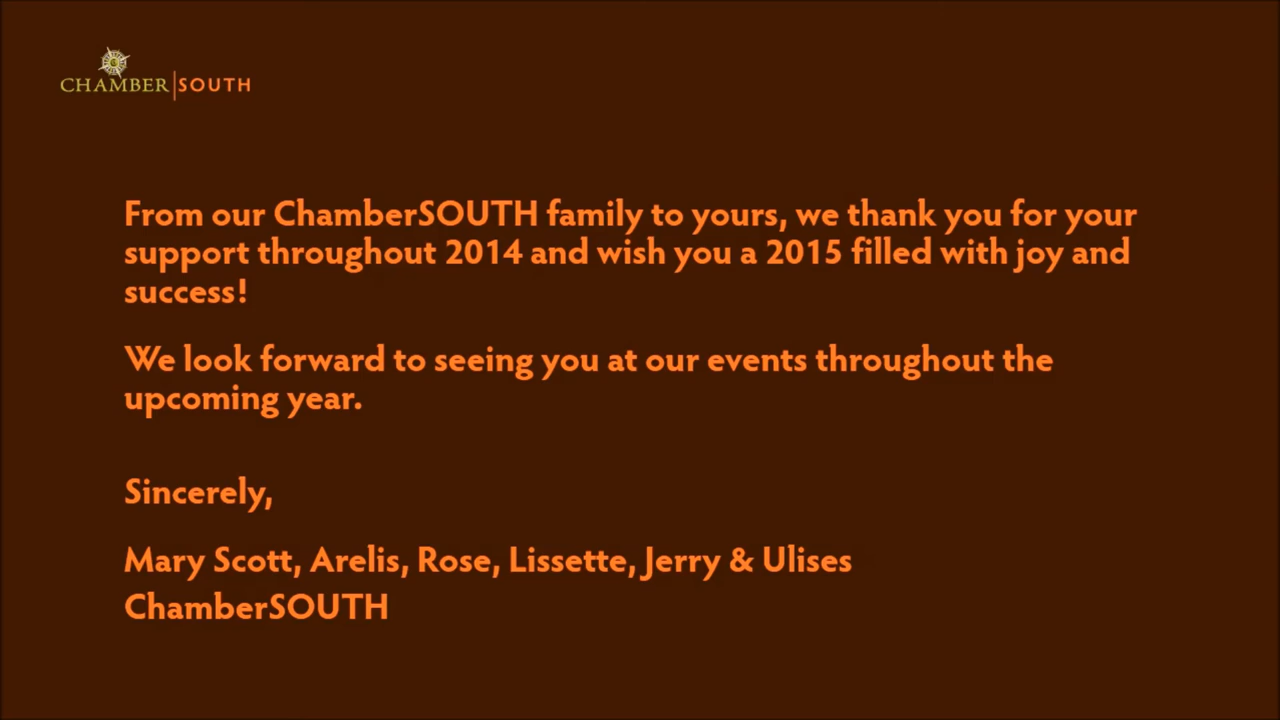 CHAMBER|SOUTH
From our ChamberSOUTH family to yours, we thank you for your
support throughout 2014 and wish you a 2015 filled with joy and
success!
We look forward to seeing you at our events throughout the
upcoming year.
Sincerely,
Mary Scott, Arelis, Rose, Lissette, Jerry & Ulises
ChamberSOUTH